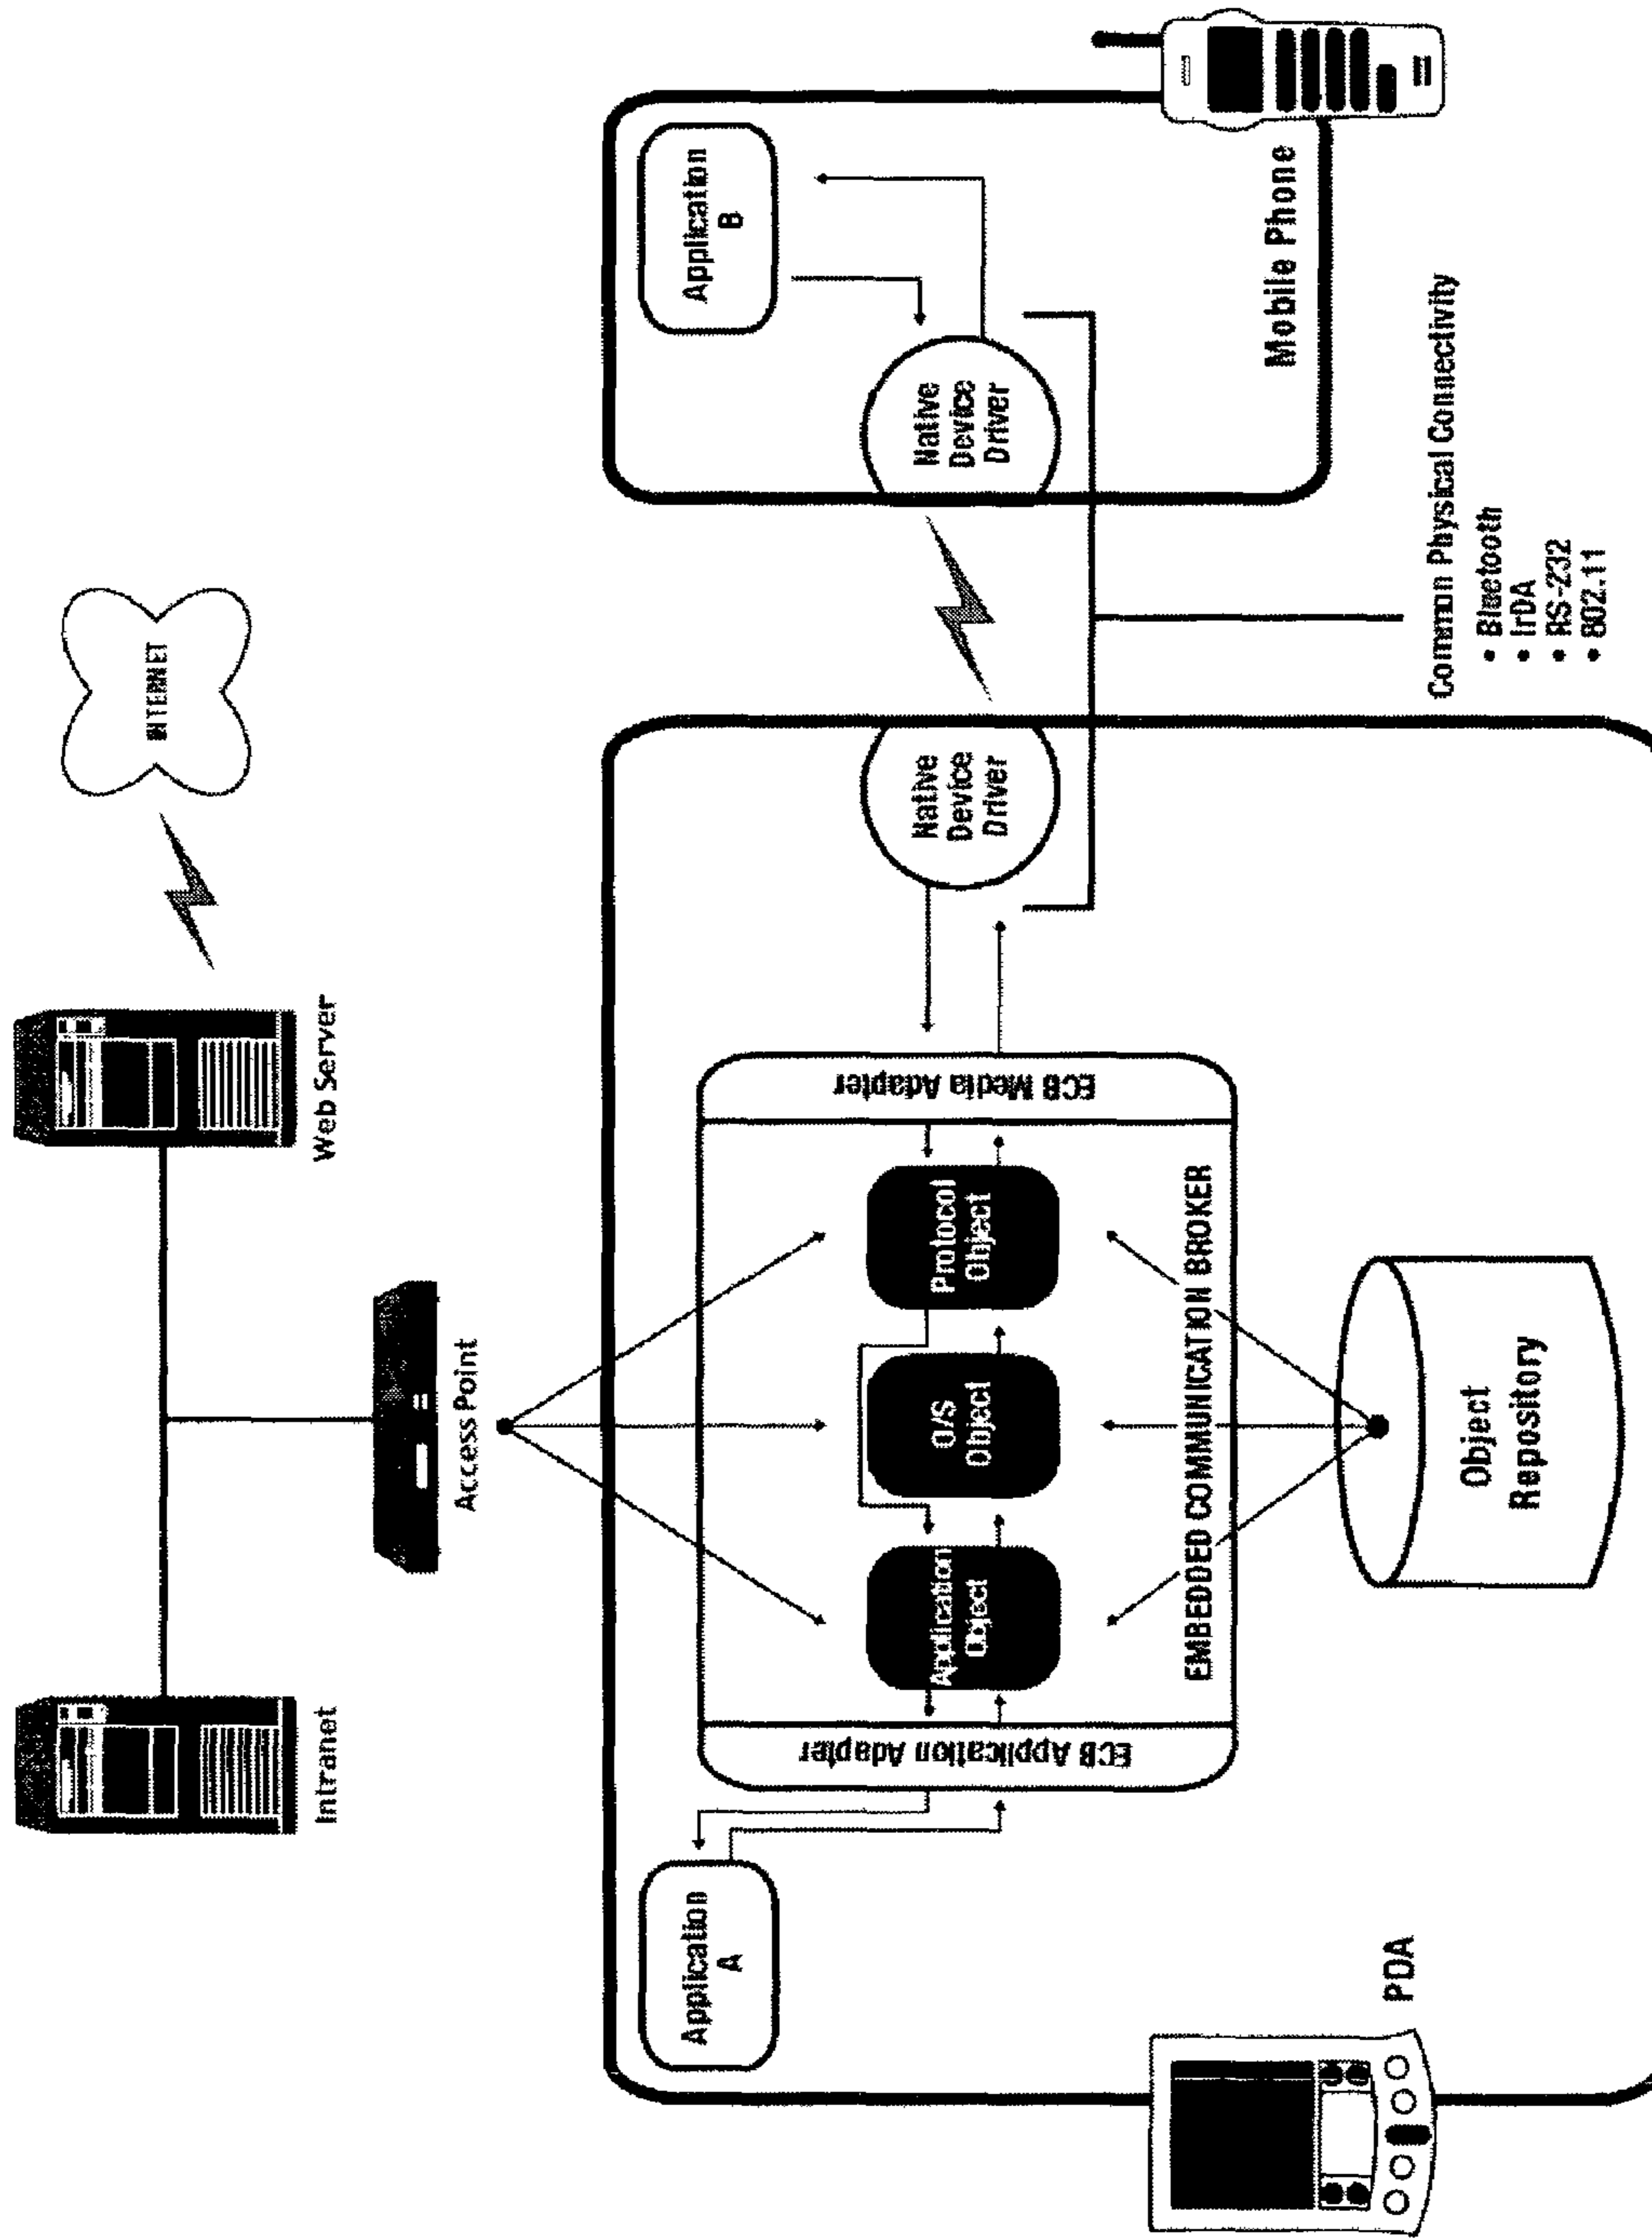 INTERNET
Intranet
Web Server
Access Point
Application
A
ECB Application Adapter
Application
Object
O/S
Object
Protocol
Object
ECB Media Adapter
EMBEDDED COMMUNICATION BROKER
Native
Device
Driver
Native
Device
Driver
Application
B
Mobile Phone
PDA
Object
Repository
Common Physical Connectivity
• Bluetooth
• IrDA
• RS-232
• 802.11